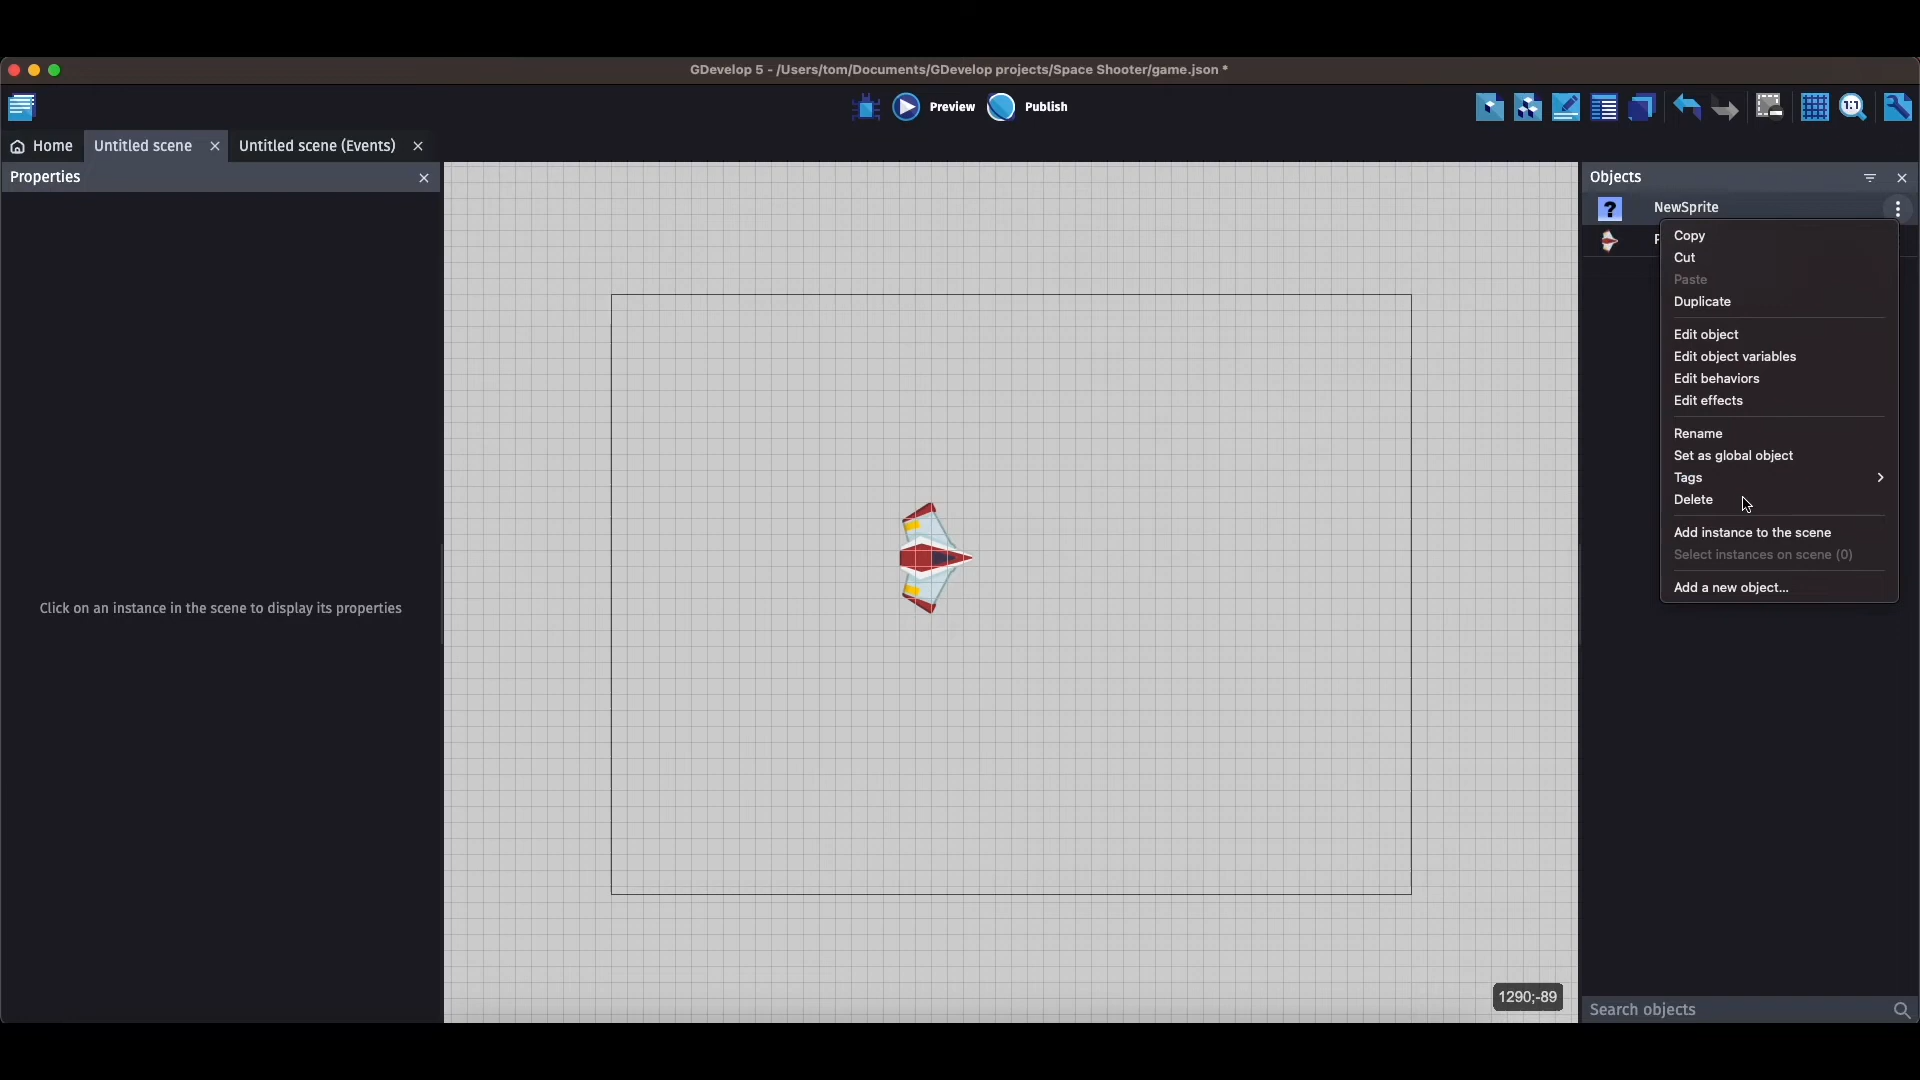 GDevelop 5 - /Users/tom/Documents/GDevelop projects/Space Shooter/game.json *
Preview
Publish
1:1
Home
Untitled scene
Untitled scene (Events)
Properties
Objects
Click on an instance in the scene to display its properties
?
NewSprite
Copy
Cut
Paste
Duplicate
Edit object
Edit object variables
Edit behaviors
Edit effects
Rename
Set as global object
Tags
Delete
Add instance to the scene
Select instances on scene (0)
Add a new object...
1290;-89
Search objects